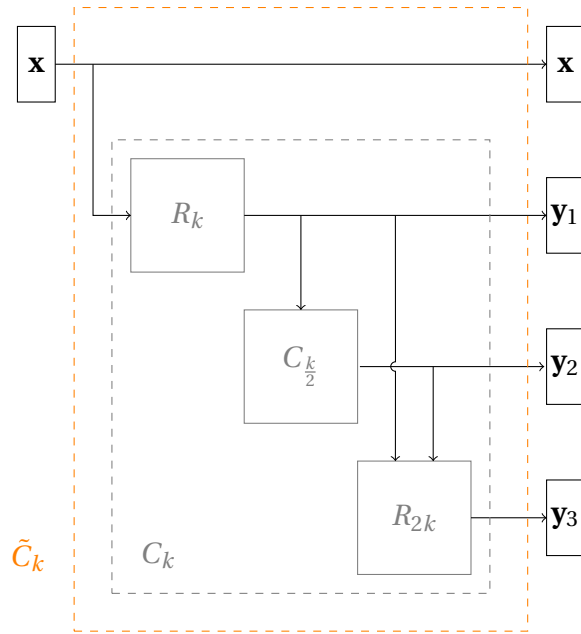 x x
R_k y_1
C_{k/2} y_2
R_{2k} y_3
C̃_k C_k